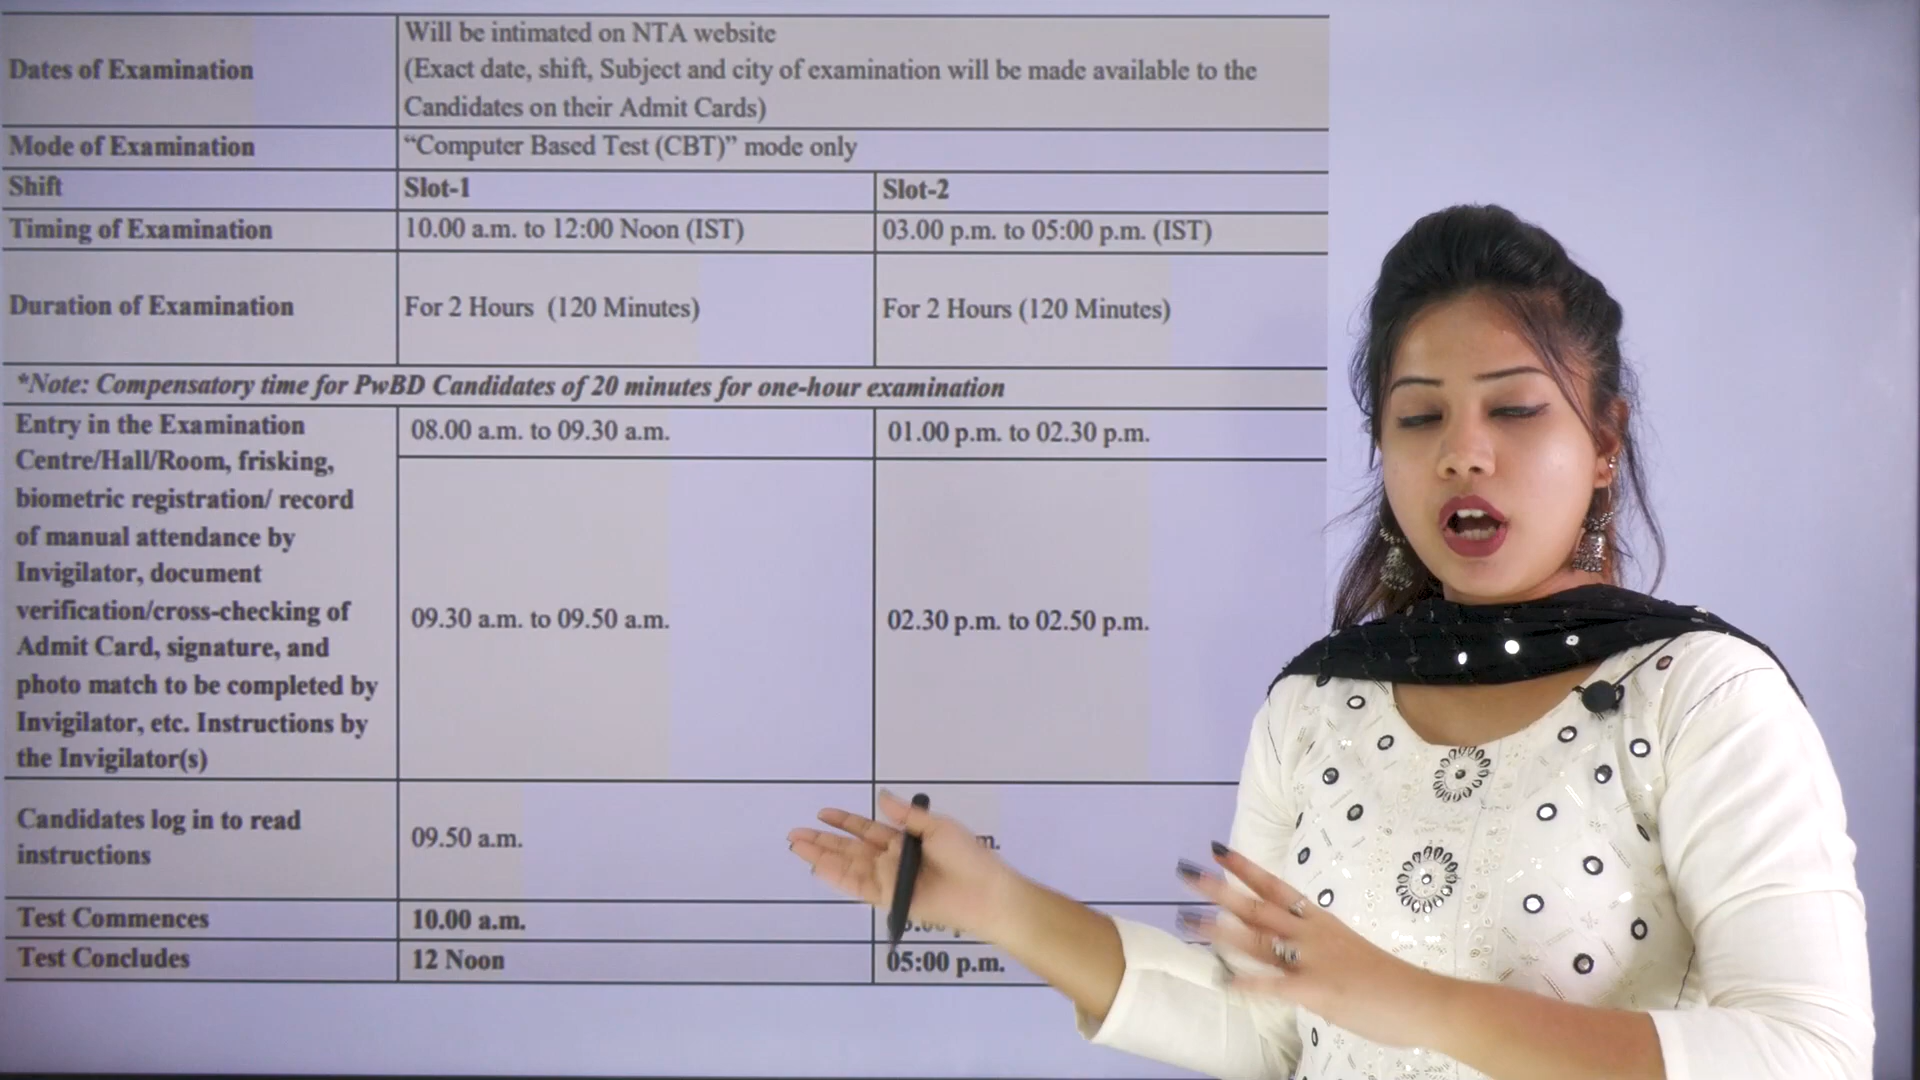 Dates of Examination
Will be intimated on NTA website
(Exact date, shift, Subject and city of examination will be made available to the
Candidates on their Admit Cards)
Mode of Examination
“Computer Based Test (CBT)” mode only
Shift
Slot-1
Slot-2
Timing of Examination
10.00 a.m. to 12:00 Noon (IST)
03.00 p.m. to 05:00 p.m. (IST)
Duration of Examination
For 2 Hours (120 Minutes)
For 2 Hours (120 Minutes)
*Note: Compensatory time for PwBD Candidates of 20 minutes for one-hour examination
Entry in the Examination
Centre/Hall/Room, frisking,
biometric registration/ record
of manual attendance by
Invigilator, document
verification/cross-checking of
Admit Card, signature, and
photo match to be completed by
Invigilator, etc. Instructions by
the Invigilator(s)
08.00 a.m. to 09.30 a.m.
01.00 p.m. to 02.30 p.m.
09.30 a.m. to 09.50 a.m.
02.30 p.m. to 02.50 p.m.
Candidates log in to read
instructions
09.50 a.m.
Test Commences
10.00 a.m.
Test Concludes
12 Noon
05:00 p.m.